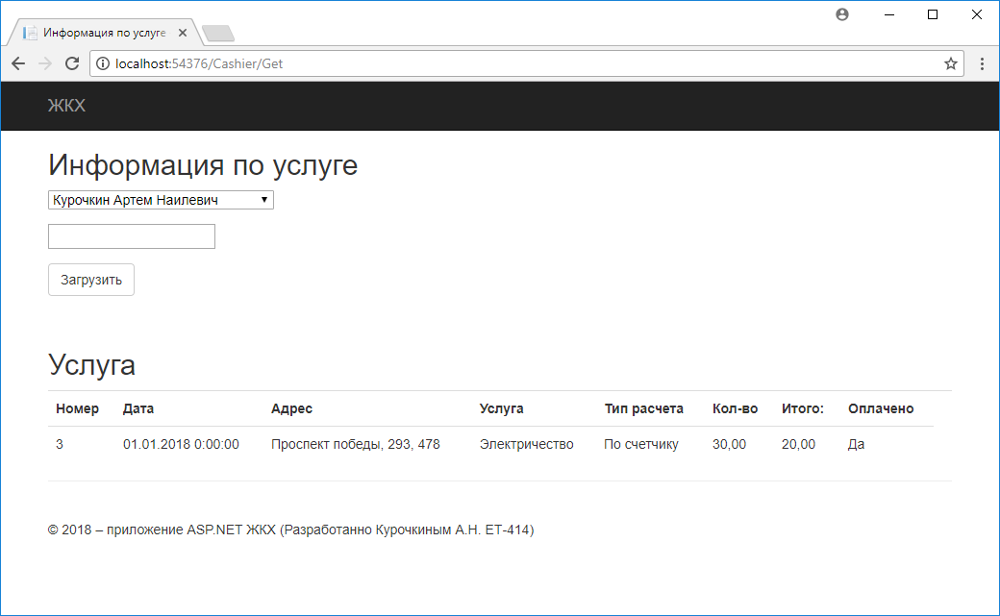 Информация по услуге
localhost:54376/Cashier/Get
ЖКХ
Информация по услуге
Курочкин Артем Наилевич
Загрузить
Услуга
Номер Дата Адрес Услуга Тип расчета Кол-во Итого: Оплачено
3 01.01.2018 0:00:00 Проспект победы, 293, 478 Электричество По счетчику 30,00 20,00 Да
© 2018 – приложение ASP.NET ЖКХ (Разработанно Курочкиным А.Н. ЕТ-414)